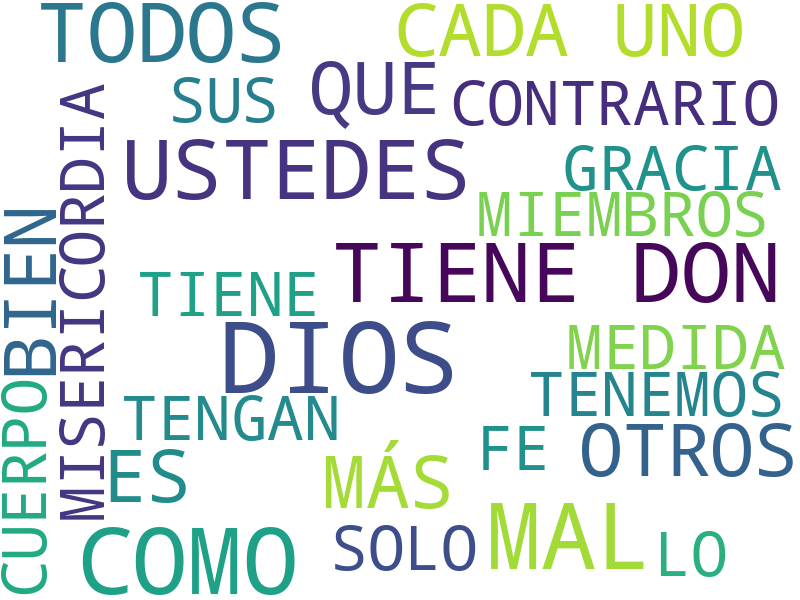 TODOS
CADA UNO
SUS
QUE
CONTRARIO
USTEDES
GRACIA
MISERICORDIA
MIEMBROS
BIEN
TIENE DON
TIENE
DIOS
MEDIDA
TENGAN
TENEMOS
CUERPO
ES
MÁS
FE
OTROS
COMO
SOLO
MAL
LO